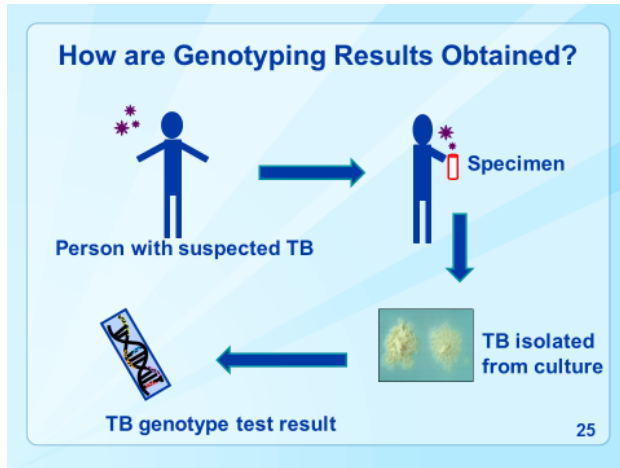 How are Genotyping Results Obtained?
Specimen
Person with suspected TB
TB isolated
from culture
TB genotype test result
25